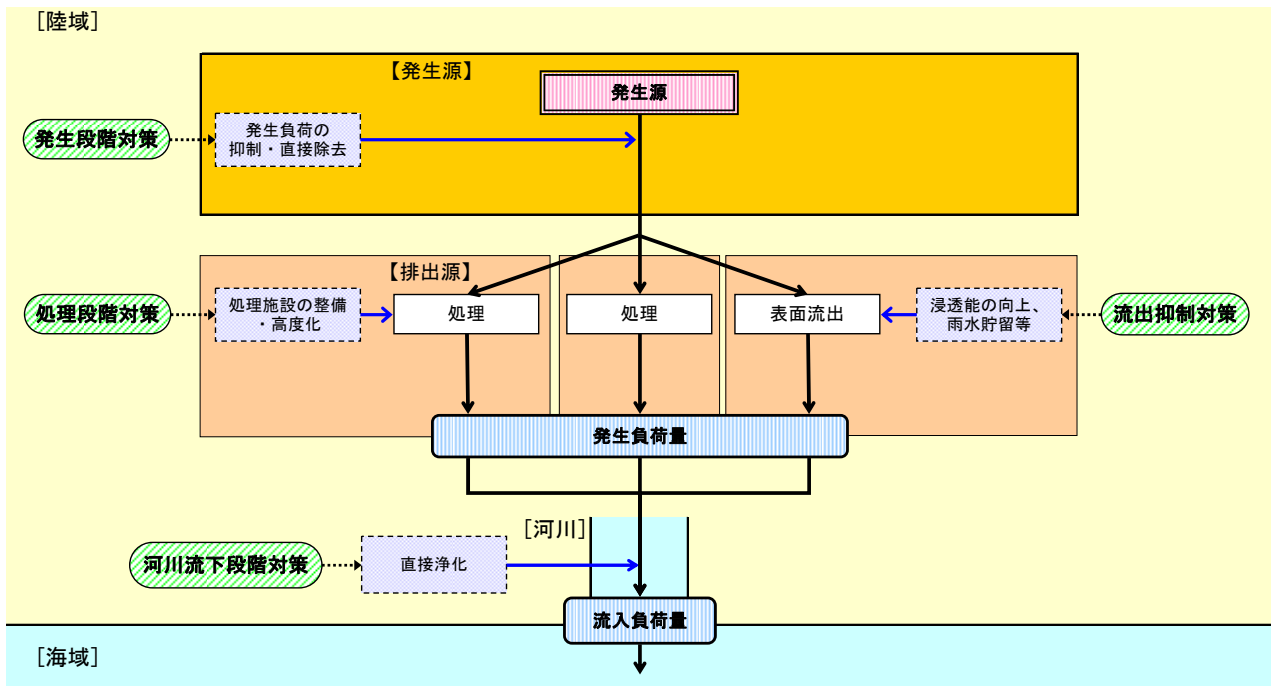 ［陸域］
【発生源】
発生源
発生段階対策
発生負荷の
抑制・直接除去
【排出源】
処理段階対策
処理施設の整備
・高度化
処理
処理
表面流出
浸透能の向上、
雨水貯留等
流出抑制対策
発生負荷量
［河川］
河川流下段階対策
直接浄化
流入負荷量
［海域］